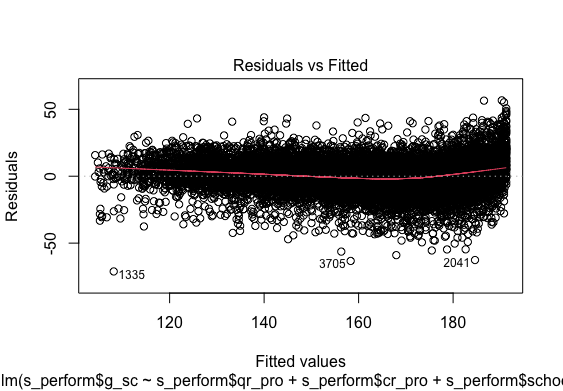 Residuals vs Fitted
50
0
-50
Residuals
1335
3705
2041
120
140
160
180
Fitted values
lm(s_perform$g_sc ~ s_perform$qr_pro + s_perform$cr_pro + s_perform$schoo